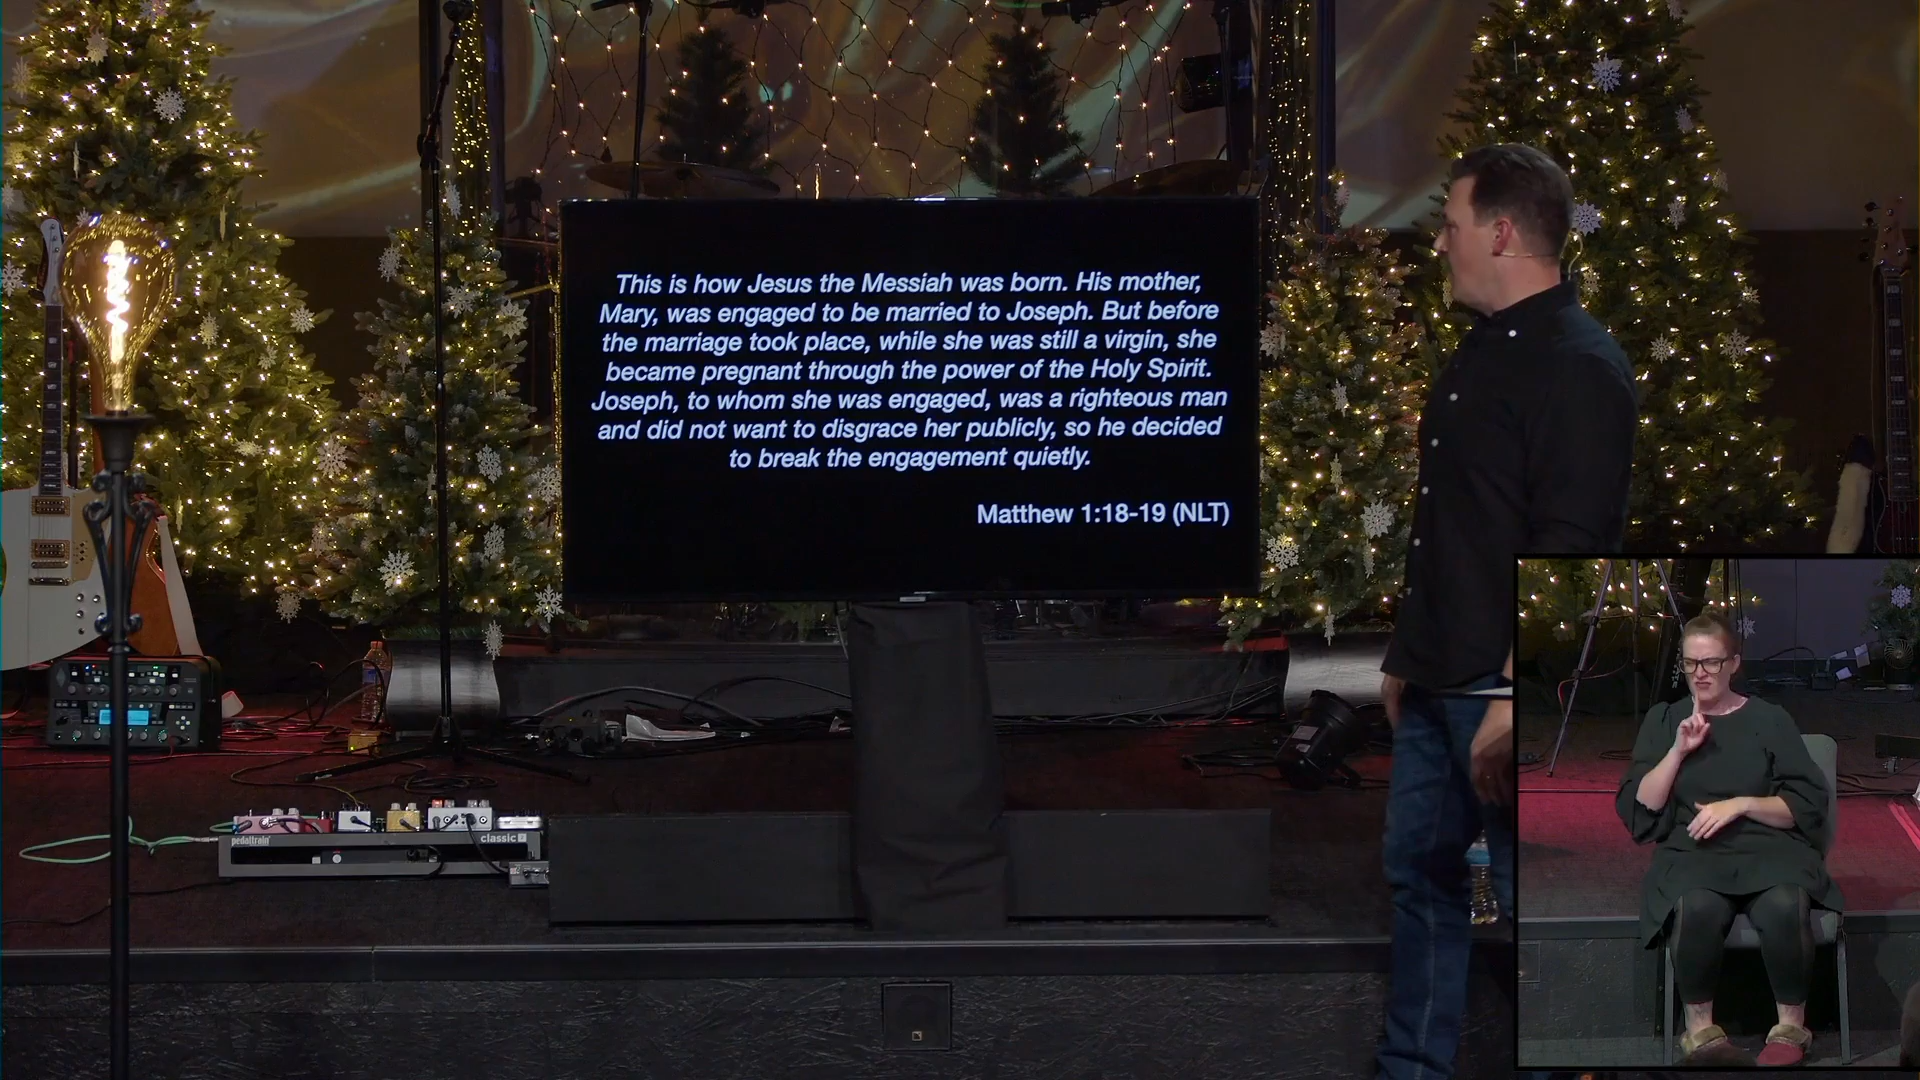 This is how Jesus the Messiah was born. His mother,
Mary, was engaged to be married to Joseph. But before
the marriage took place, while she was still a virgin, she
became pregnant through the power of the Holy Spirit.
Joseph, to whom she was engaged, was a righteous man
and did not want to disgrace her publicly, so he decided
to break the engagement quietly.
Matthew 1:18-19 (NLT)
pedaltrain
classic 2